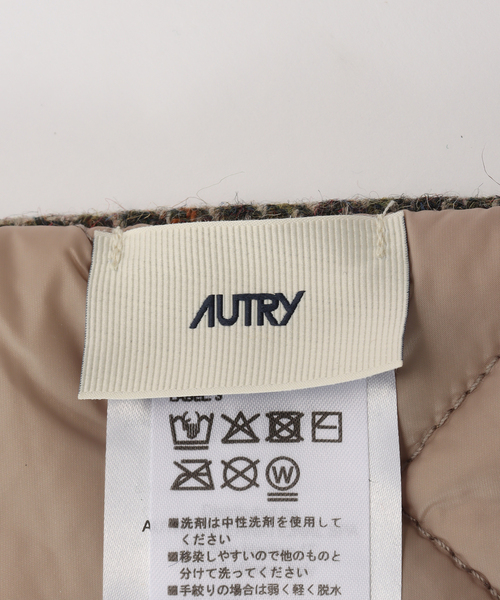 AUTRY
W
A
■洗剤は中性洗剤を使用して
ください
■移染しやすいので他のものと
分けて洗ってください
■手絞りの場合は弱く軽く脱水